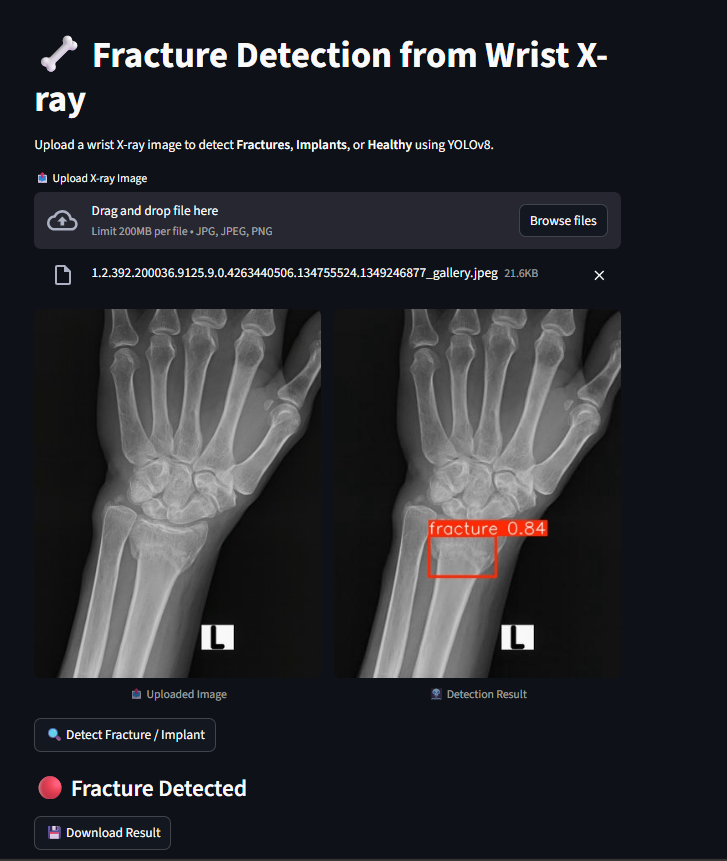 Fracture Detection from Wrist X-
ray
Upload a wrist X-ray image to detect Fractures, Implants, or Healthy using YOLOv8.
Upload X-ray Image
Drag and drop file here
Limit 200MB per file • JPG, JPEG, PNG
Browse files
1.2.392.200036.9125.9.0.4263440506.134755524.1349246877_gallery.jpeg 21.6KB
fracture 0.84
L
L
Uploaded Image
Detection Result
Detect Fracture / Implant
Fracture Detected
Download Result